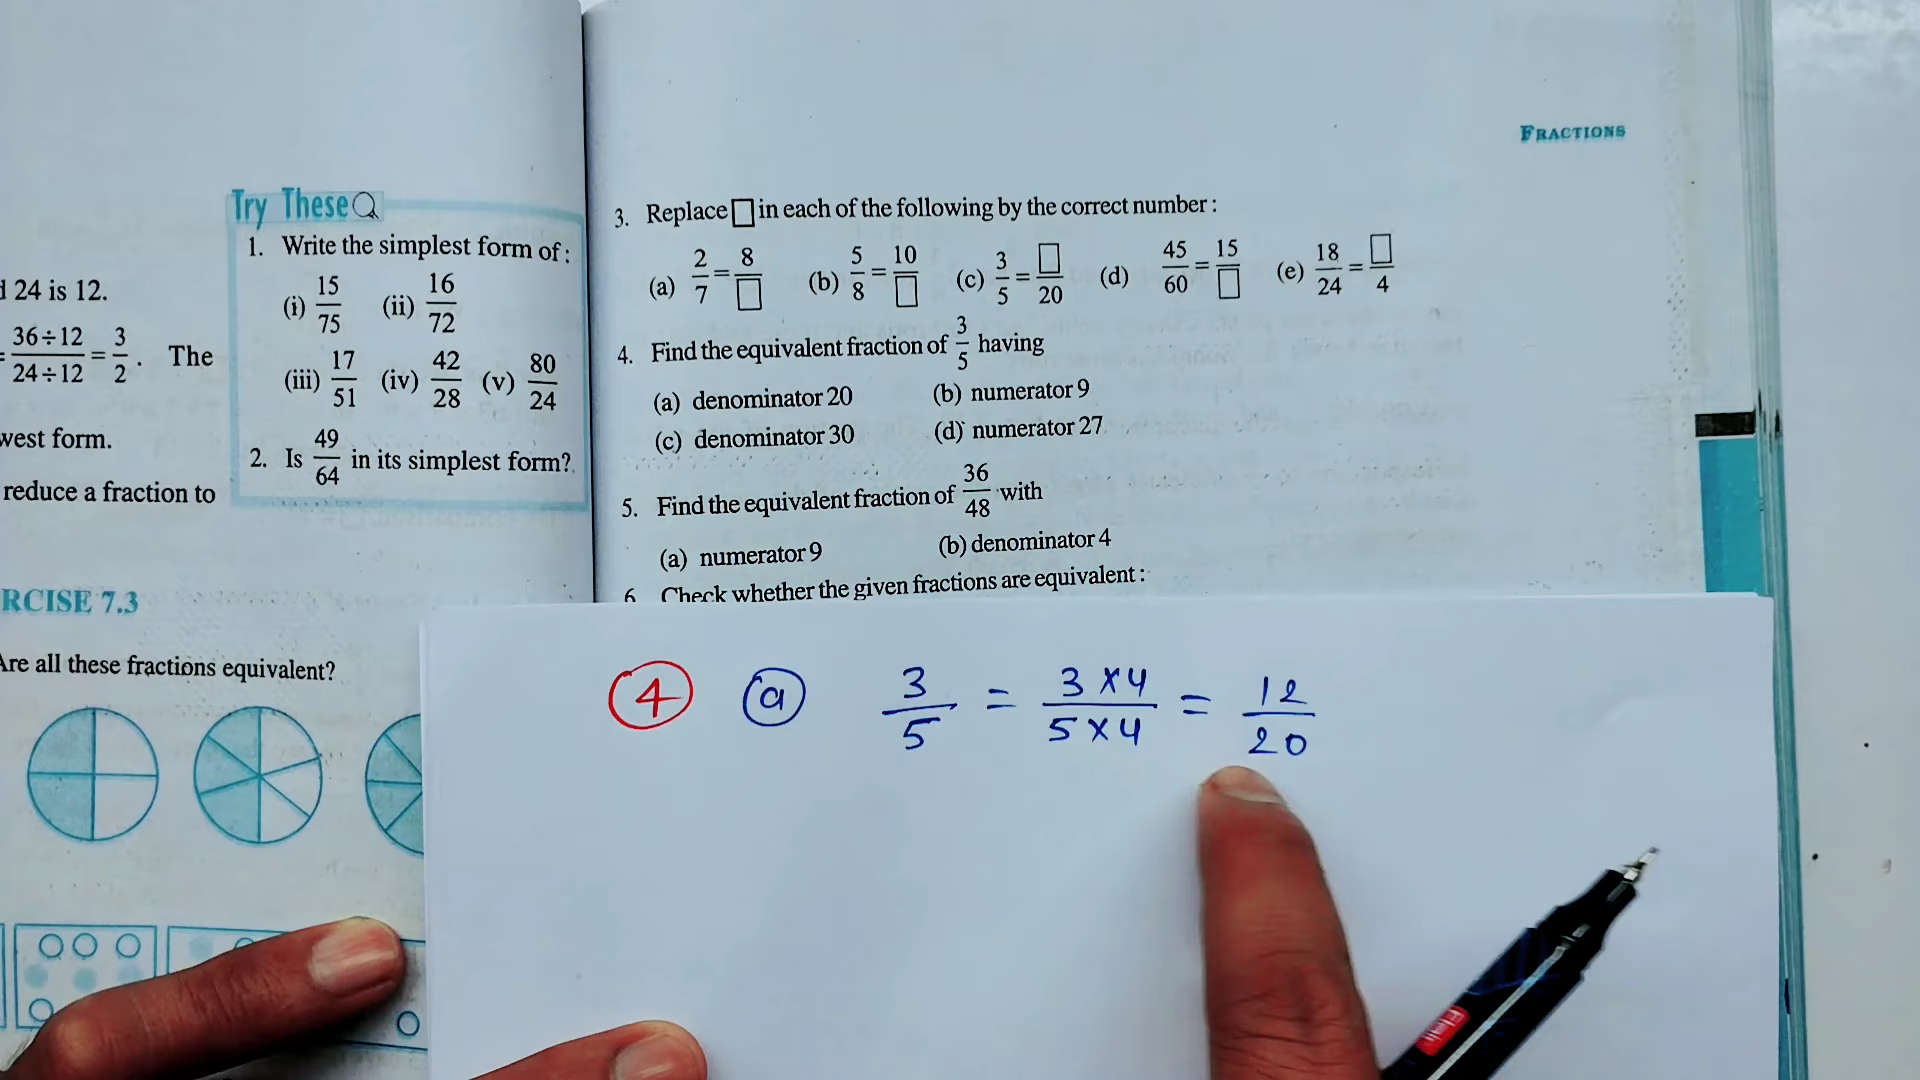 FRACTIONS
Try These
1. Write the simplest form of :
(i) 15/75 (ii) 16/72
(iii) 17/51 (iv) 42/28 (v) 80/24
2. Is 49/64 in its simplest form?
24 is 12.
= 36÷12/24÷12 = 3/2 . The
west form.
reduce a fraction to
RCISE 7.3
Are all these fractions equivalent?
3. Replace □ in each of the following by the correct number :
(a) 2/7 = 8/□ (b) 5/8 = 10/□ (c) 3/5 = □/20 (d) 45/60 = 15/□ (e) 18/24 = □/4
4. Find the equivalent fraction of 3/5 having
(a) denominator 20 (b) numerator 9
(c) denominator 30 (d) numerator 27
5. Find the equivalent fraction of 36/48 with
(a) numerator 9 (b) denominator 4
6 Check whether the given fractions are equivalent :
4 a 3/5 = 3×4/5×4 = 12/20